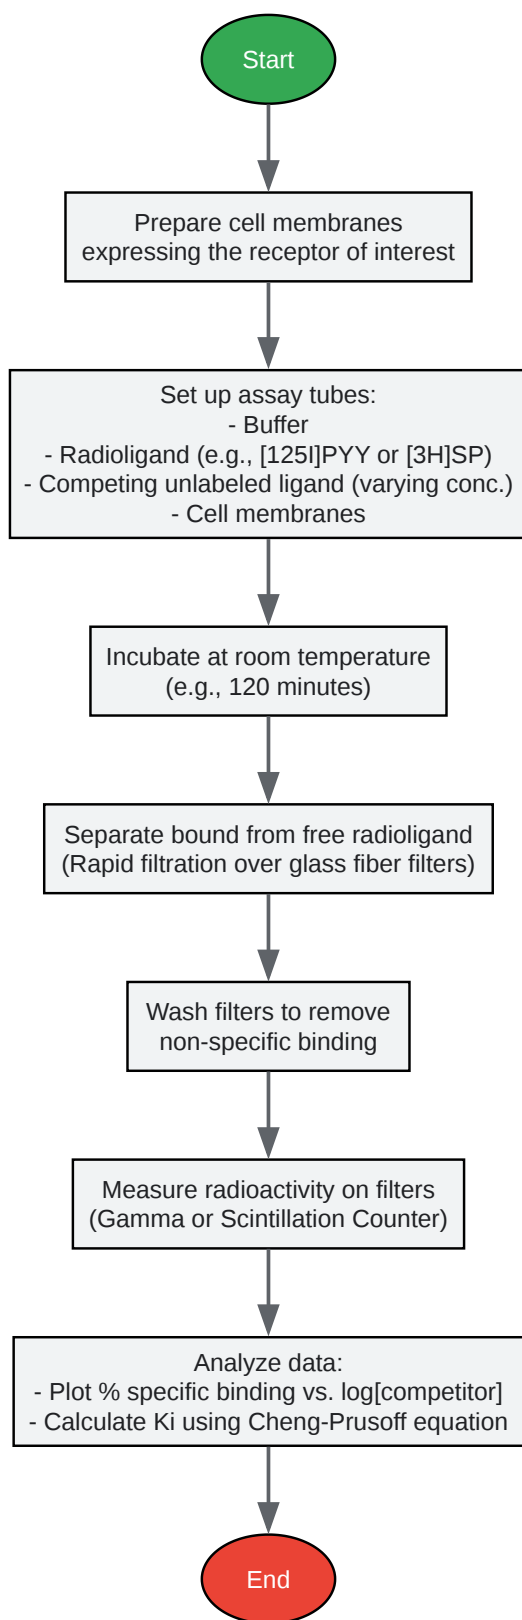 Start
Prepare cell membranes
expressing the receptor of interest
Set up assay tubes:
- Buffer
- Radioligand (e.g., [125I]PYY or [3H]SP)
- Competing unlabeled ligand (varying conc.)
- Cell membranes
Incubate at room temperature
(e.g., 120 minutes)
Separate bound from free radioligand
(Rapid filtration over glass fiber filters)
Wash filters to remove
non-specific binding
Measure radioactivity on filters
(Gamma or Scintillation Counter)
Analyze data:
- Plot % specific binding vs. log[competitor]
- Calculate Ki using Cheng-Prusoff equation
End